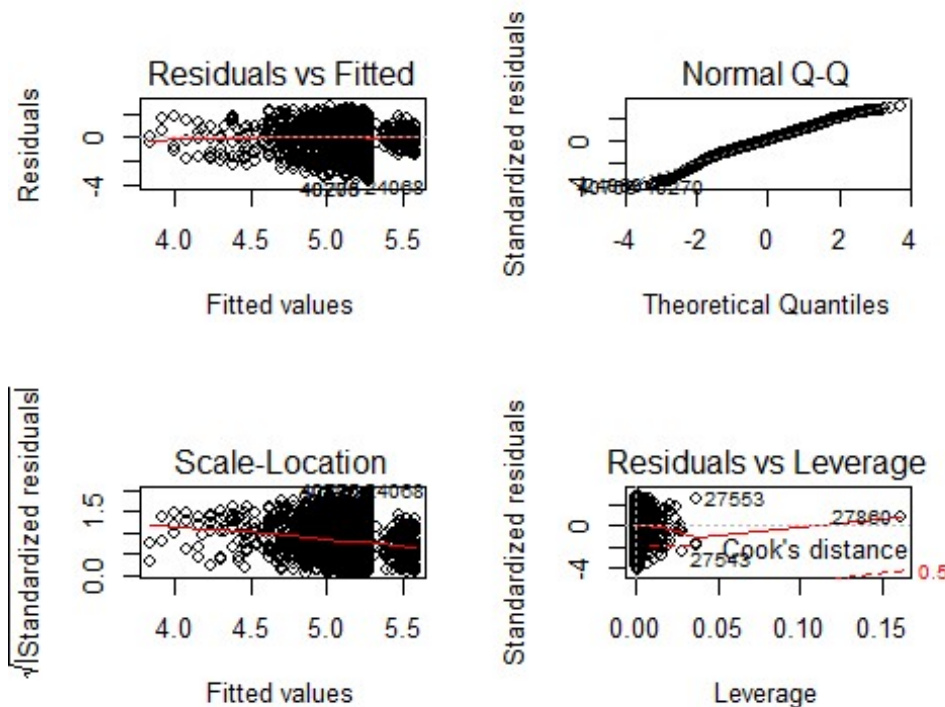 Residuals vs Fitted
Residuals
0
-4
24068
4.0 4.5 5.0 5.5
Fitted values
Normal Q-Q
Standardized residuals
0
-4
-4 -2 0 2 4
Theoretical Quantiles
Scale-Location
√|Standardized residuals|
1.5
0.0
24068
4.0 4.5 5.0 5.5
Fitted values
Residuals vs Leverage
Standardized residuals
0
-4
27553
27860
27543
Cook's distance
0.5
0.00 0.05 0.10 0.15
Leverage